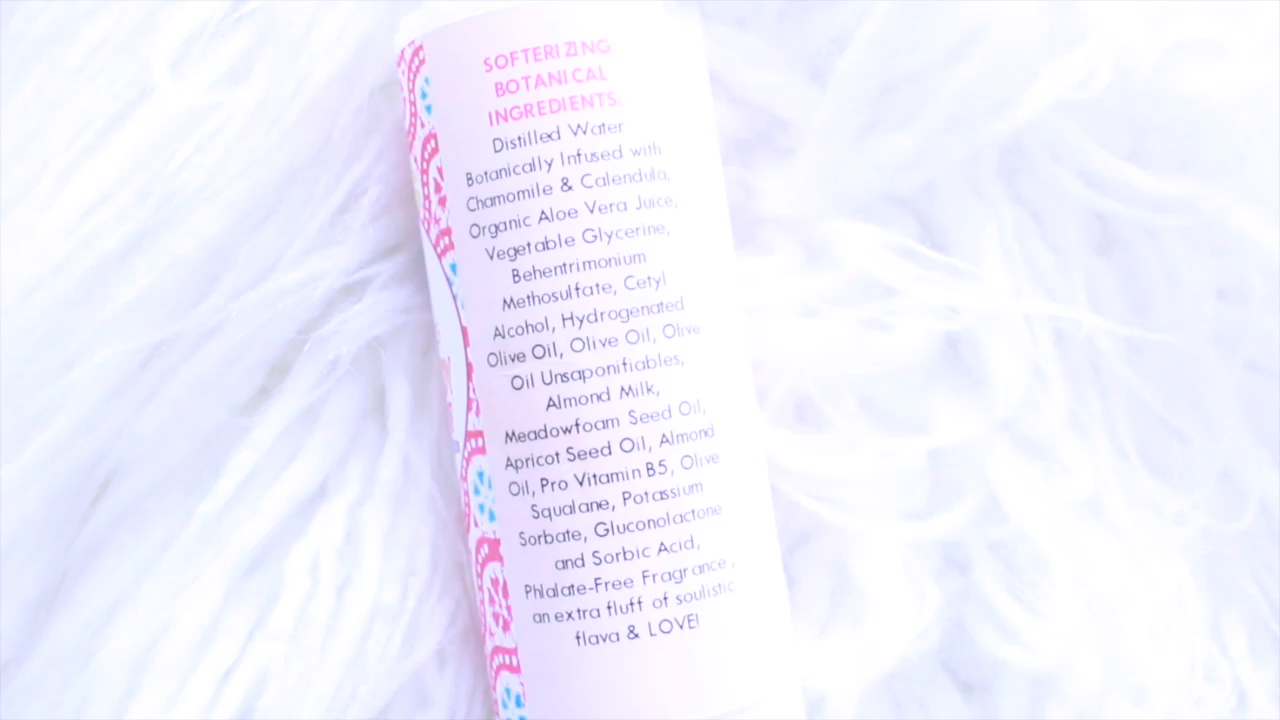 SOFTERIZING
BOTANICAL
INGREDIENTS:
Distilled Water
Botanically Infused with
Chamomile & Calendula,
Organic Aloe Vera Juice,
Vegetable Glycerine,
Behentrimonium
Methosulfate, Cetyl
Alcohol, Hydrogenated
Olive Oil, Olive Oil, Olive
Oil Unsaponifiables,
Almond Milk,
Meadowfoam Seed Oil,
Apricot Seed Oil, Almond
Oil, Pro Vitamin B5, Olive
Squalane, Potassium
Sorbate, Gluconolactone
and Sorbic Acid,
Phlalate-Free Fragrance,
an extra fluff of soulistic
flava & LOVE!